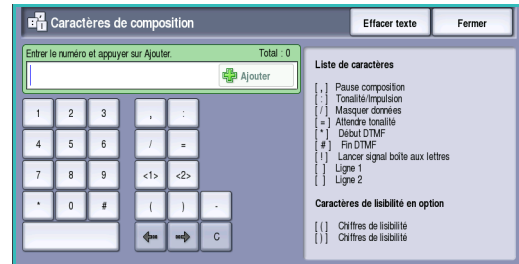 Caractères de composition
Effacer texte
Fermer
Entrer le numéro et appuyer sur Ajouter.
Total : 0
Ajouter
1 2 3 , :
4 5 6 / =
7 8 9 <1> <2>
* 0 # ( ) -
C
Liste de caractères
[ , ] Pause composition
[ : ] Tonalité/Impulsion
[ / ] Masquer données
[ = ] Attendre tonalité
[ * ] Début DTMF
[ # ] Fin DTMF
[ ! ] Lancer signal boîte aux lettres
[ ] Ligne 1
[ ] Ligne 2
Caractères de lisibilité en option
[ ( ] Chiffres de lisibilité
[ ) ] Chiffres de lisibilité